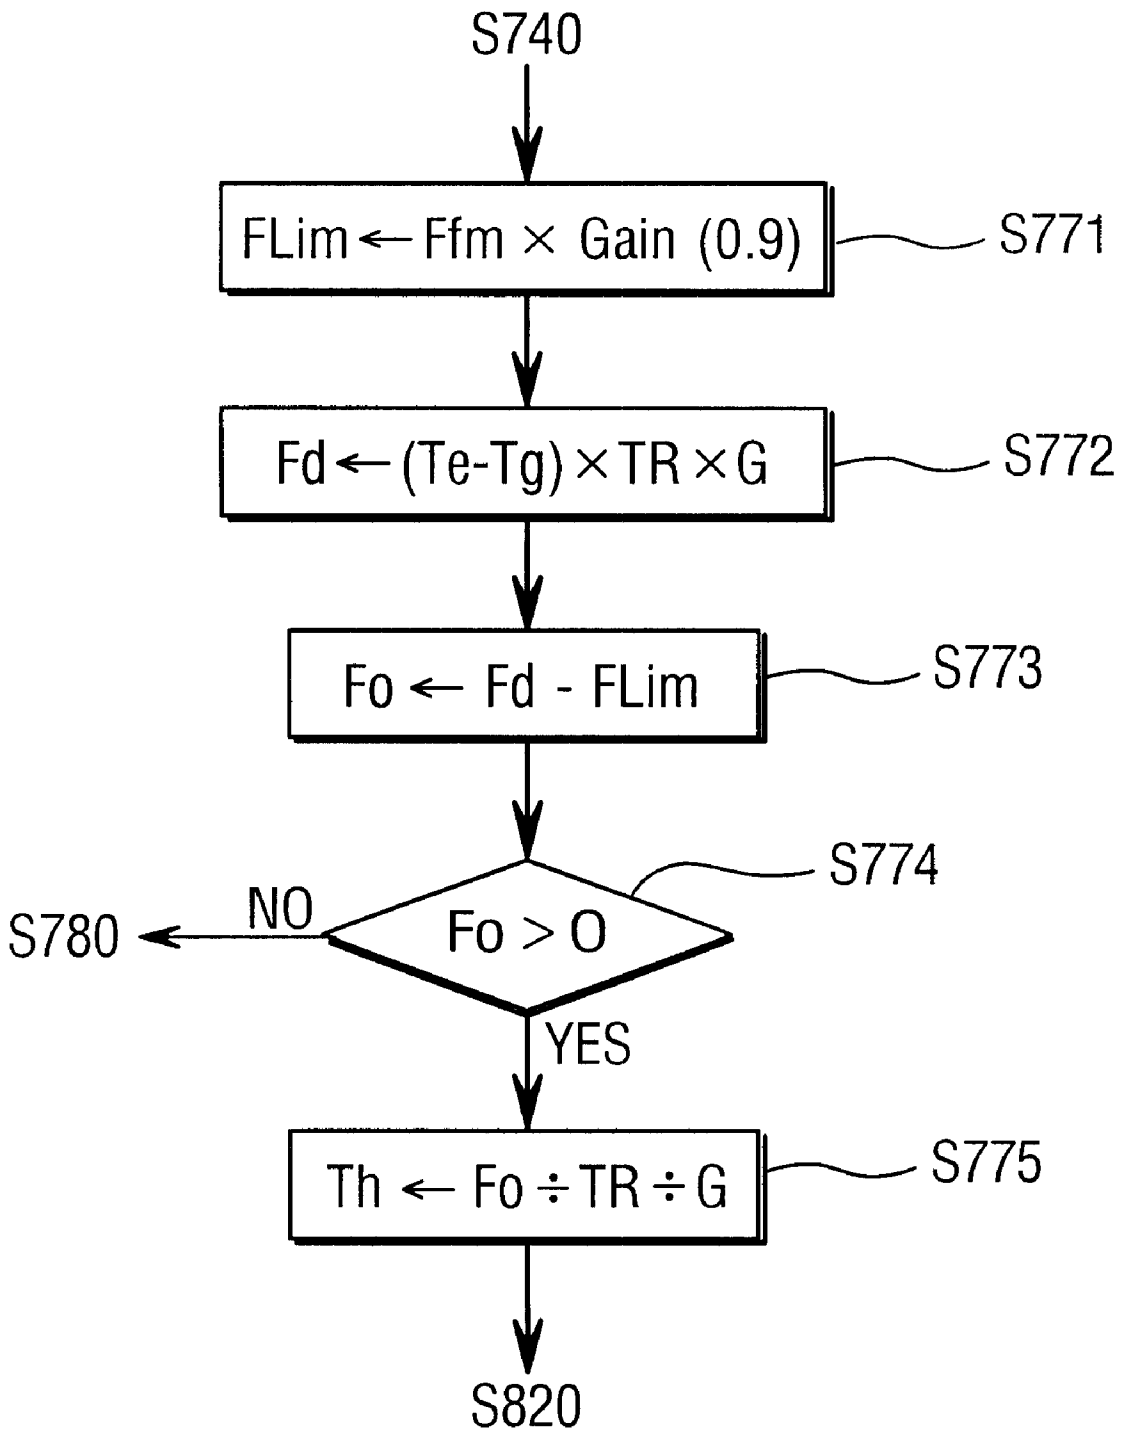 S740
FLim ← Ffm × Gain (0.9)
S771
Fd ← (Te-Tg) × TR × G
S772
Fo ← Fd - FLim
S773
S774
NO
Fo > O
S780
YES
Th ← Fo ÷ TR ÷ G
S775
S820